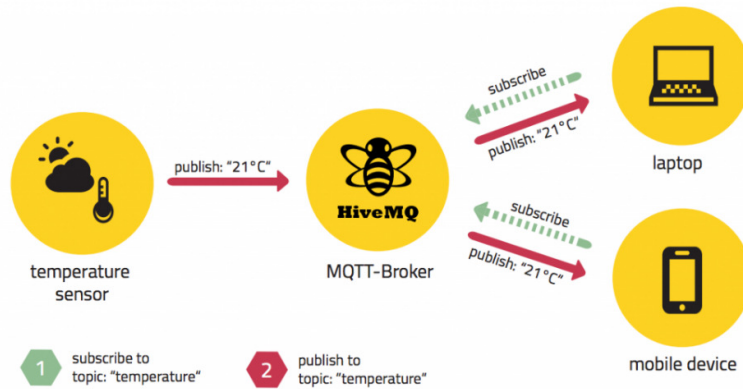 subscribe
publish: “21°C“
laptop
publish: “21°C“
HiveMQ
MQTT-Broker
temperature
sensor
subscribe
publish: “21°C“
mobile device
1
subscribe to
topic: “temperature“
2
publish to
topic: “temperature“